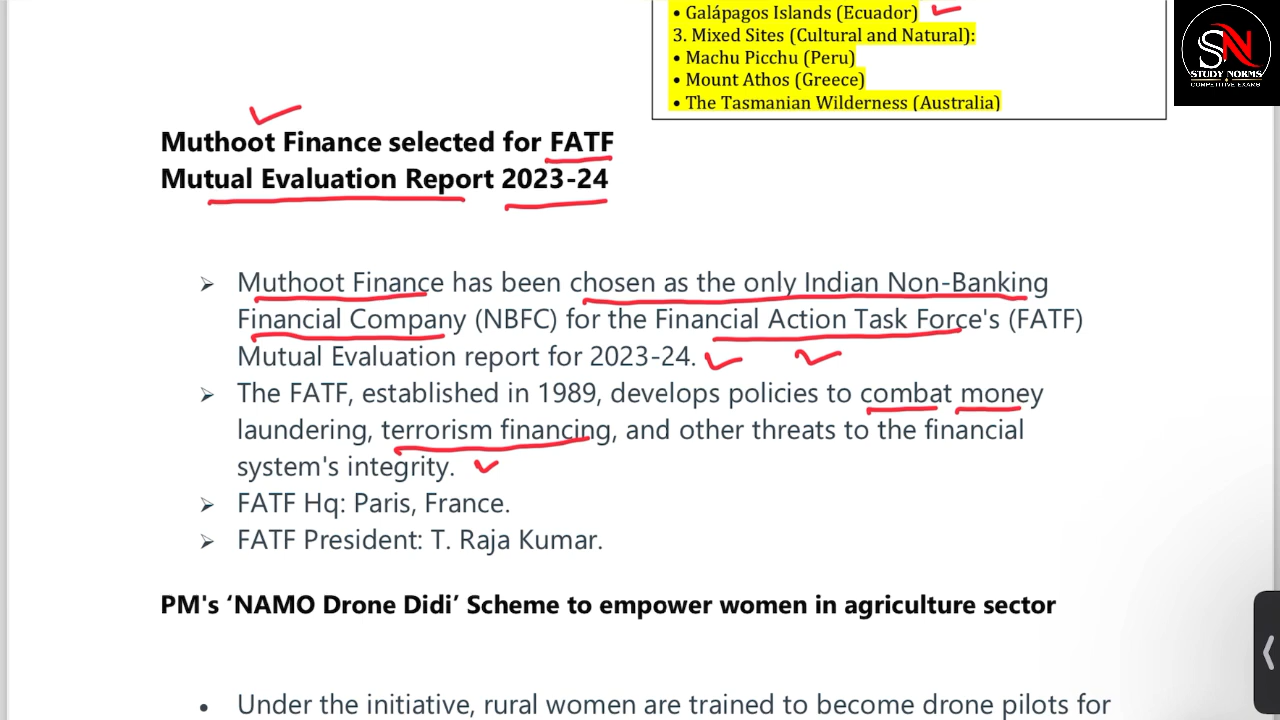 • Galápagos Islands (Ecuador)
3. Mixed Sites (Cultural and Natural):
• Machu Picchu (Peru)
• Mount Athos (Greece)
• The Tasmanian Wilderness (Australia)
SN
STUDY NORMS
COMPETITIVE EXAMS
Muthoot Finance selected for FATF
Mutual Evaluation Report 2023-24
➢ Muthoot Finance has been chosen as the only Indian Non-Banking
Financial Company (NBFC) for the Financial Action Task Force's (FATF)
Mutual Evaluation report for 2023-24.
➢ The FATF, established in 1989, develops policies to combat money
laundering, terrorism financing, and other threats to the financial
system's integrity.
➢ FATF Hq: Paris, France.
➢ FATF President: T. Raja Kumar.
PM's ‘NAMO Drone Didi’ Scheme to empower women in agriculture sector
• Under the initiative, rural women are trained to become drone pilots for